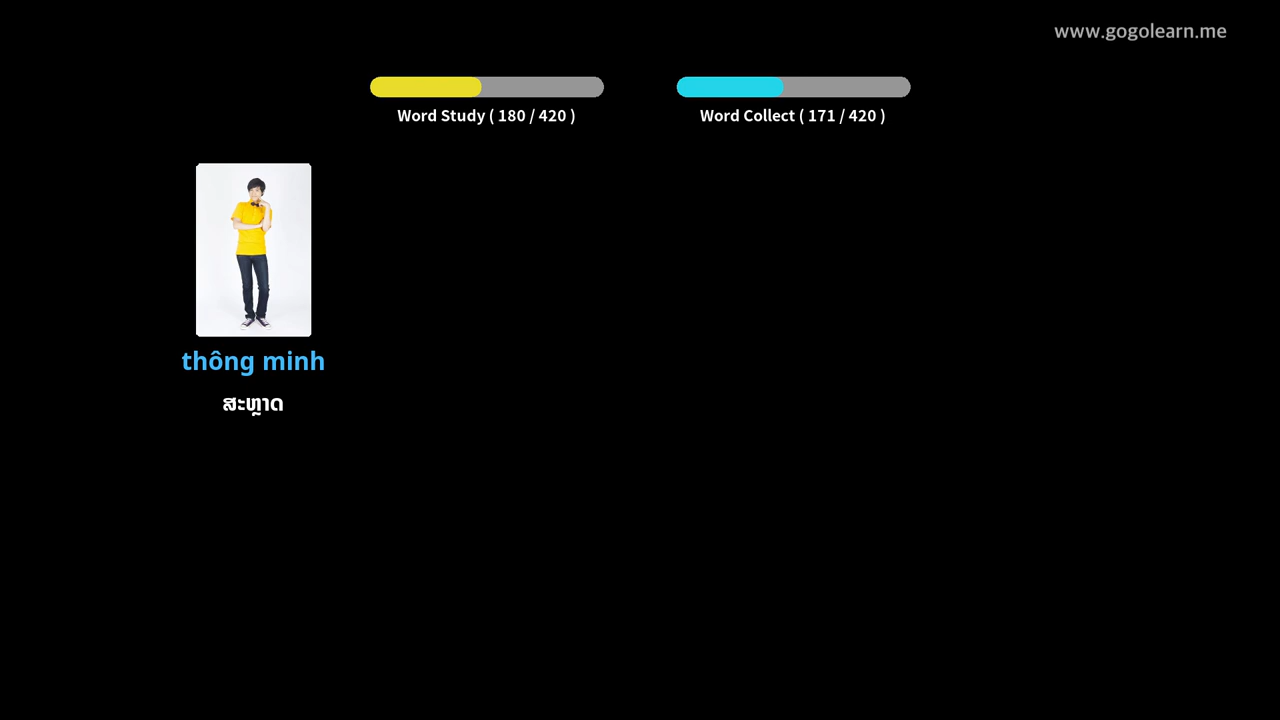 www.gogolearn.me
Word Study ( 180 / 420 )
Word Collect ( 171 / 420 )
thông minh
ສະຫຼາດ